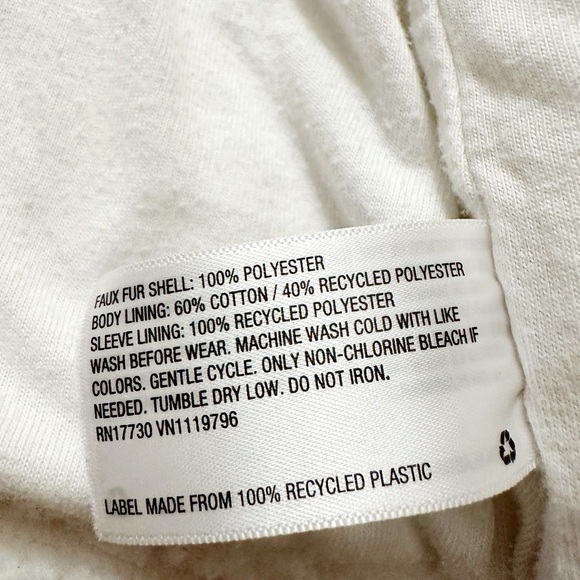 FAUX FUR SHELL: 100% POLYESTER
BODY LINING: 60% COTTON / 40% RECYCLED POLYESTER
SLEEVE LINING: 100% RECYCLED POLYESTER
WASH BEFORE WEAR. MACHINE WASH COLD WITH LIKE
COLORS. GENTLE CYCLE. ONLY NON-CHLORINE BLEACH IF
NEEDED. TUMBLE DRY LOW. DO NOT IRON.
RN17730 VN1119796
LABEL MADE FROM 100% RECYCLED PLASTIC